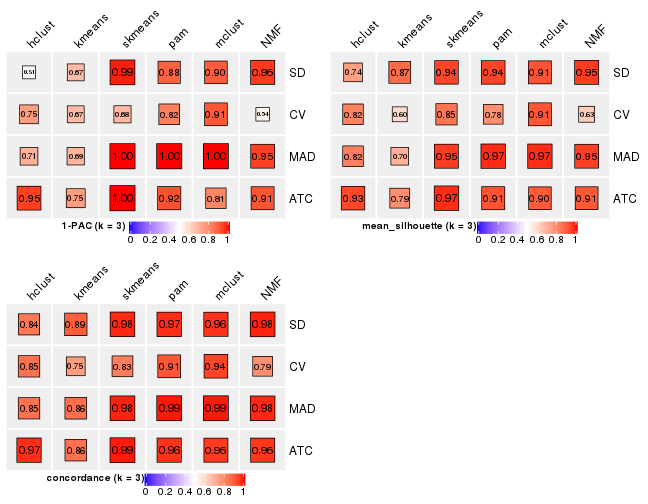 hclust kmeans skmeans pam mclust NMF
0.51 0.67 0.99 0.88 0.90 0.96 SD
0.75 0.67 0.68 0.82 0.91 0.54 CV
0.71 0.69 1.00 1.00 1.00 0.95 MAD
0.95 0.75 1.00 0.92 0.81 0.91 ATC
1-PAC (k = 3)
0 0.2 0.4 0.6 0.8 1
hclust kmeans skmeans pam mclust NMF
0.74 0.87 0.94 0.94 0.91 0.95 SD
0.82 0.60 0.85 0.78 0.91 0.63 CV
0.82 0.70 0.95 0.97 0.97 0.95 MAD
0.93 0.79 0.97 0.91 0.90 0.91 ATC
mean_silhouette (k = 3)
0 0.2 0.4 0.6 0.8 1
hclust kmeans skmeans pam mclust NMF
0.84 0.89 0.98 0.97 0.96 0.98 SD
0.85 0.75 0.83 0.91 0.94 0.79 CV
0.85 0.86 0.98 0.99 0.99 0.98 MAD
0.97 0.86 0.99 0.96 0.96 0.96 ATC
concordance (k = 3)
0 0.2 0.4 0.6 0.8 1